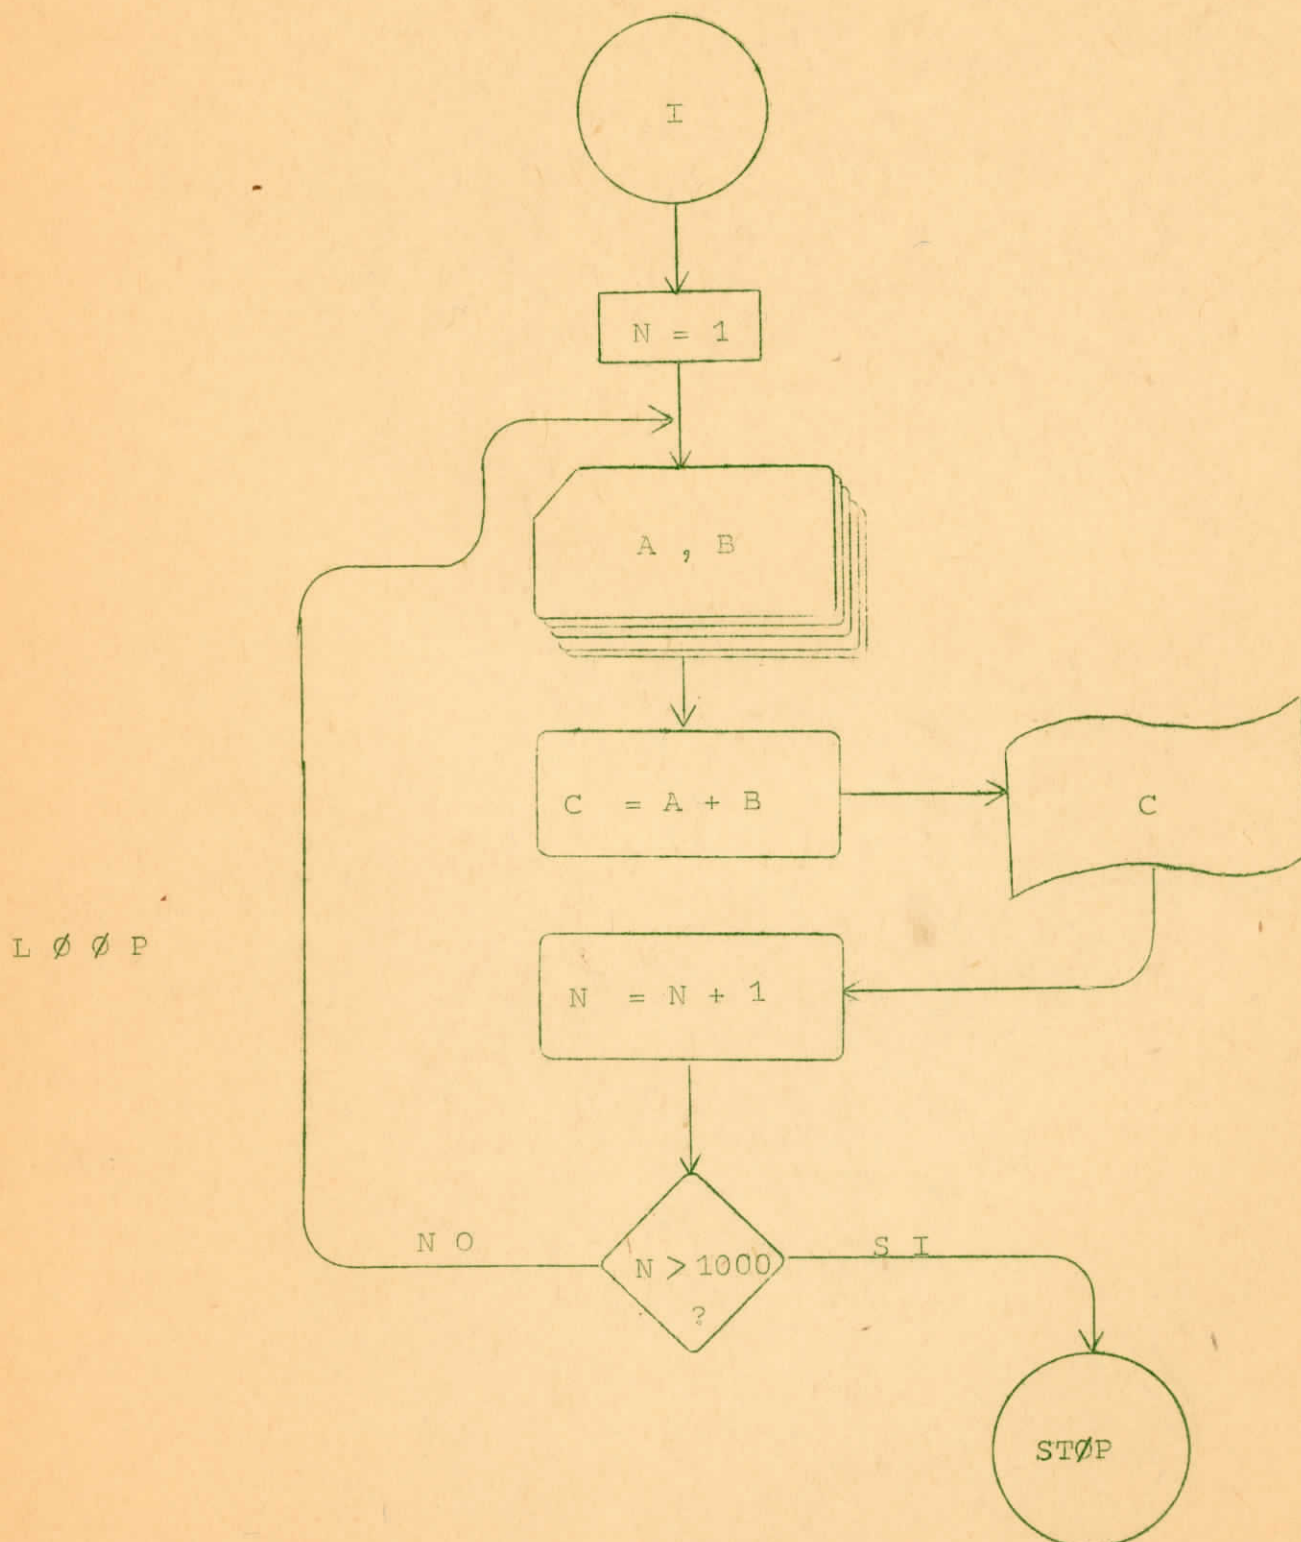 I
N = 1
A , B
C = A + B
C
L Ø Ø P
N = N + 1
N O
S I
N > 1000
?
STØP